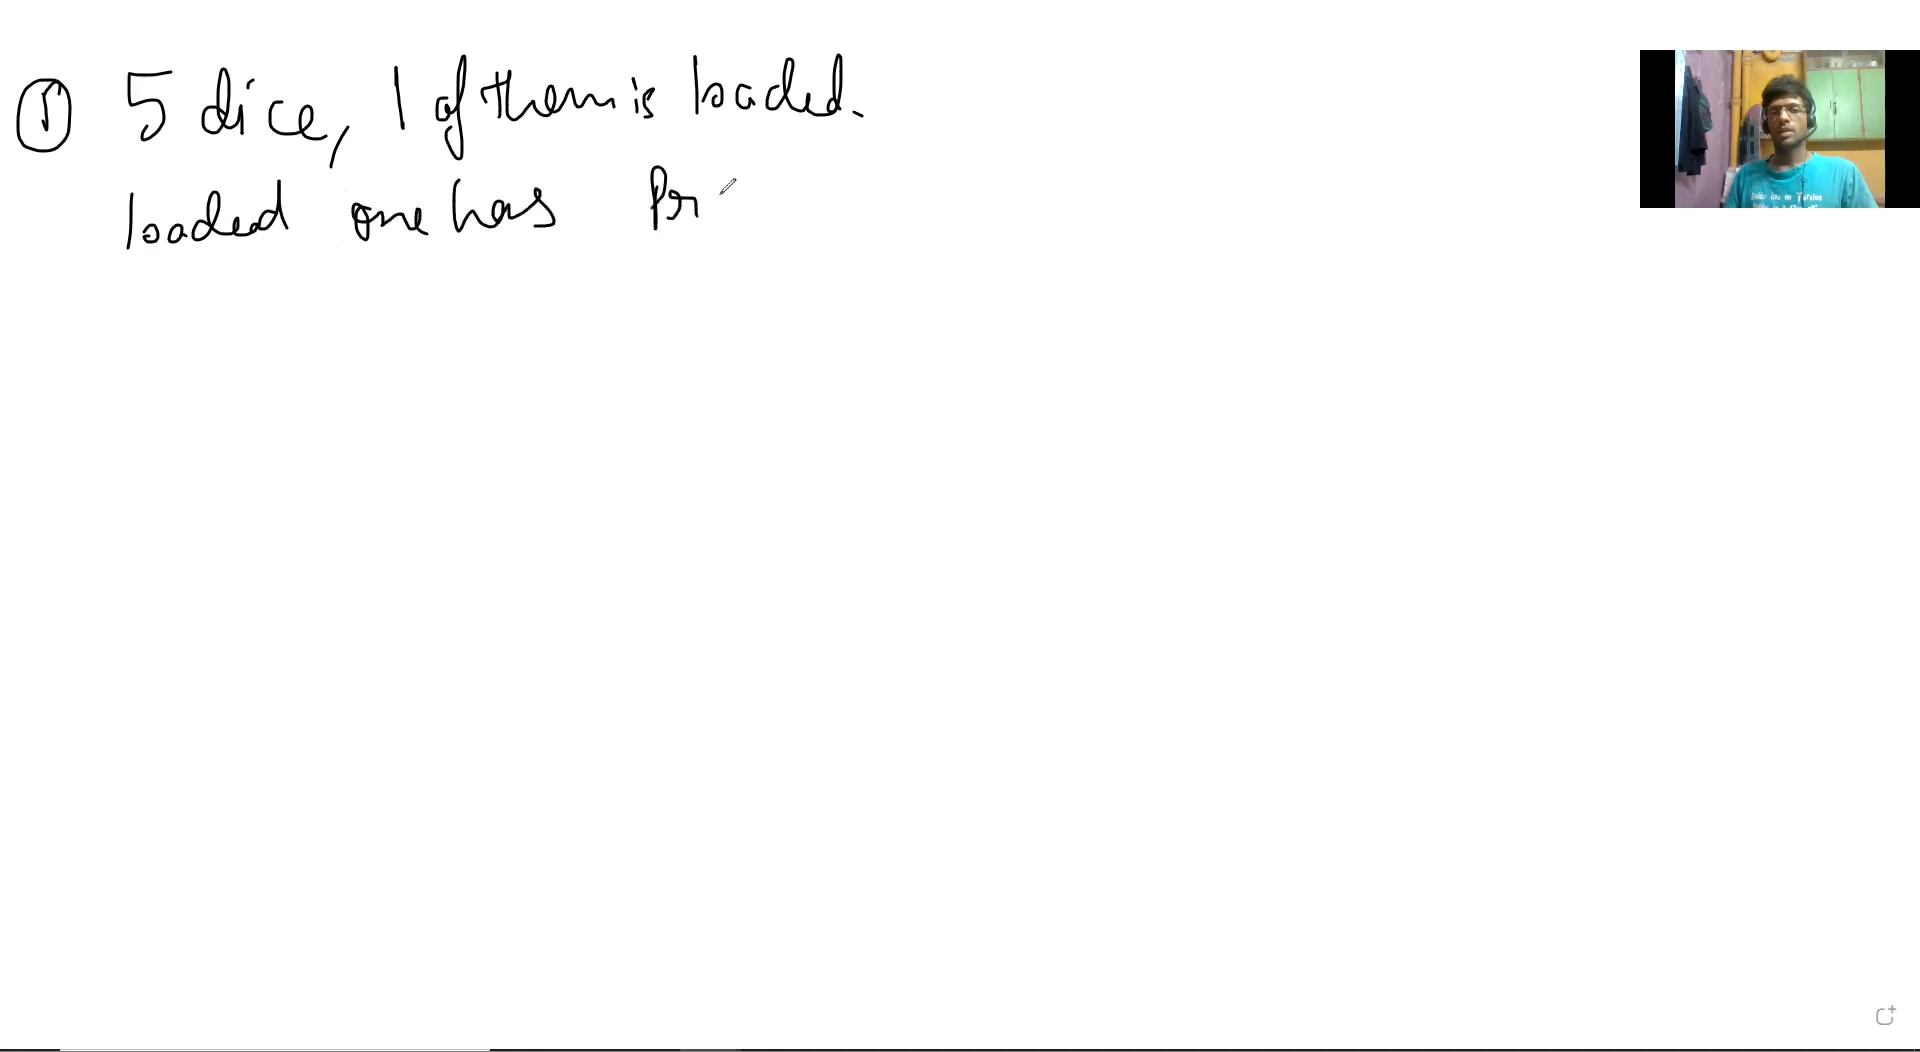 ① 5 dice, 1 of them is loaded.
loaded one has Pr